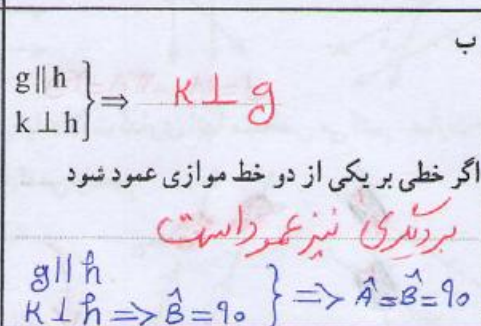 ب
g∥h
k⊥h } ⇒ K⊥g
اگر خطی بر یکی از دو خط موازی عمود شود
بر دیگری نیز عمود است
g∥h
K⊥h ⇒ B̂=90 } ⇒ Â=B̂=90